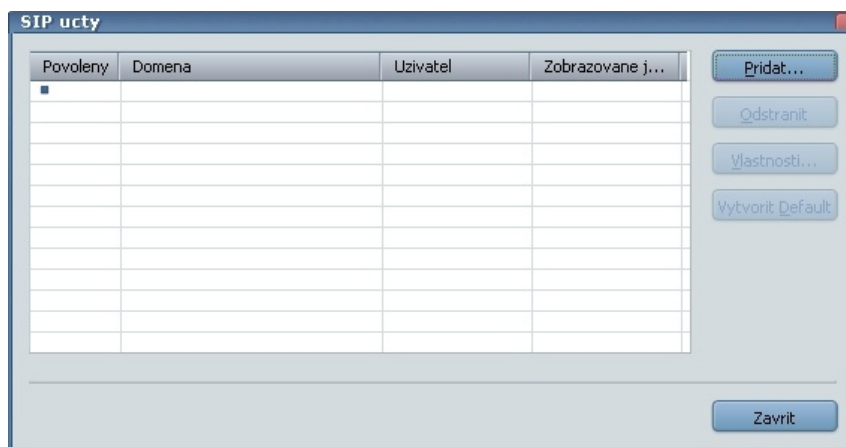 SIP ucty
Povoleny Domena Uzivatel Zobrazovane j...
Pridat...
Odstranit
Vlastnosti...
Vytvorit Default
Zavrit